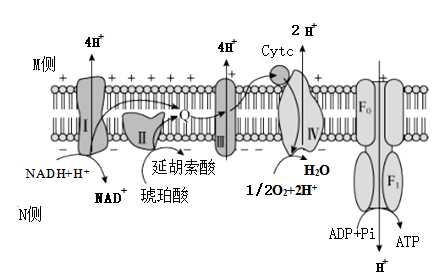 4H⁺
4H⁺
2 H⁺
Cytc
M侧
+ + + + + + + + +
Q
I
II
III
IV
F₀
F₁
NADH+H⁺
NAD⁺
延胡索酸
琥珀酸
H₂O
1/2O₂+2H⁺
N侧
ADP+Pi
ATP
H⁺